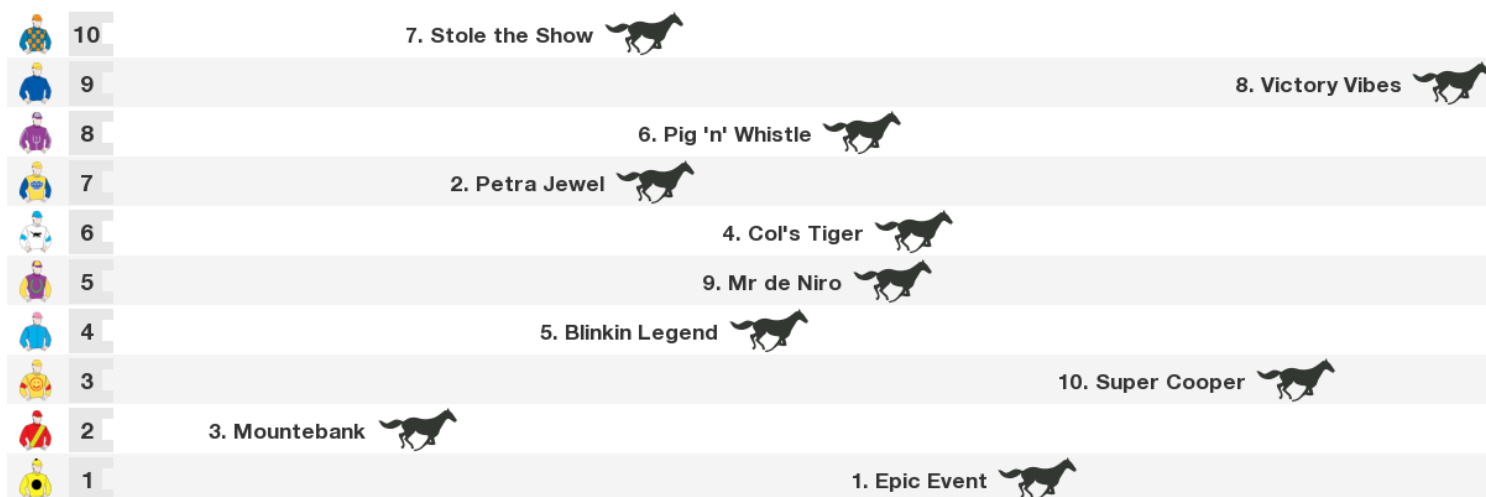 10 7. Stole the Show
9 8. Victory Vibes
8 6. Pig 'n' Whistle
7 2. Petra Jewel
6 4. Col's Tiger
5 9. Mr de Niro
4 5. Blinkin Legend
3 10. Super Cooper
2 3. Mountebank
1 1. Epic Event